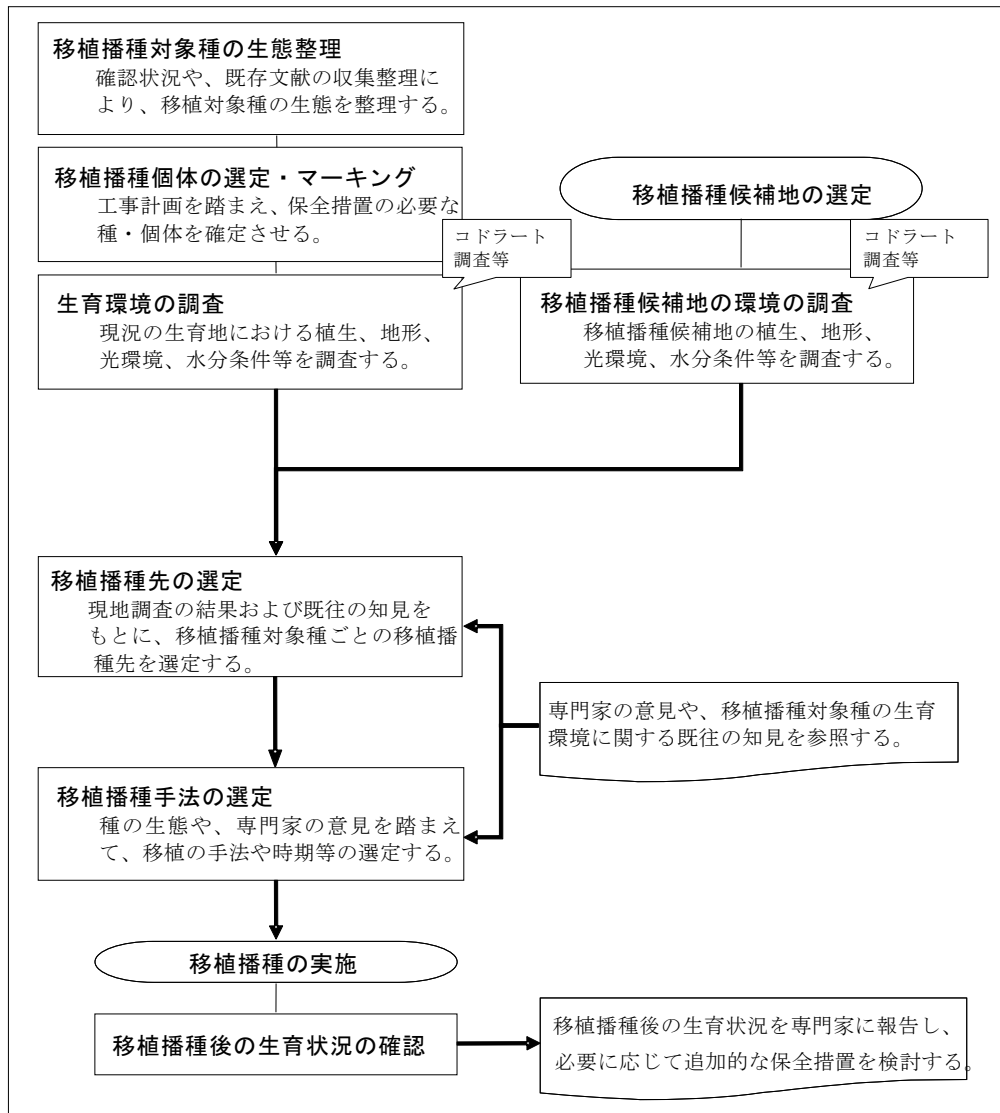 移植播種対象種の生態整理
確認状況や、既存文献の収集整理に
より、移植対象種の生態を整理する。
移植播種個体の選定・マーキング
工事計画を踏まえ、保全措置の必要な
種・個体を確定させる。
コドラート
調査等
生育環境の調査
現況の生育地における植生、地形、
光環境、水分条件等を調査する。
移植播種候補地の選定
コドラート
調査等
移植播種候補地の環境の調査
移植播種候補地の植生、地形、
光環境、水分条件等を調査する。
移植播種先の選定
現地調査の結果および既往の知見を
もとに、移植播種対象種ごとの移植播
種先を選定する。
専門家の意見や、移植播種対象種の生育
環境に関する既往の知見を参照する。
移植播種手法の選定
種の生態や、専門家の意見を踏まえ
て、移植の手法や時期等の選定する。
移植播種の実施
移植播種後の生育状況の確認
移植播種後の生育状況を専門家に報告し、
必要に応じて追加的な保全措置を検討する。